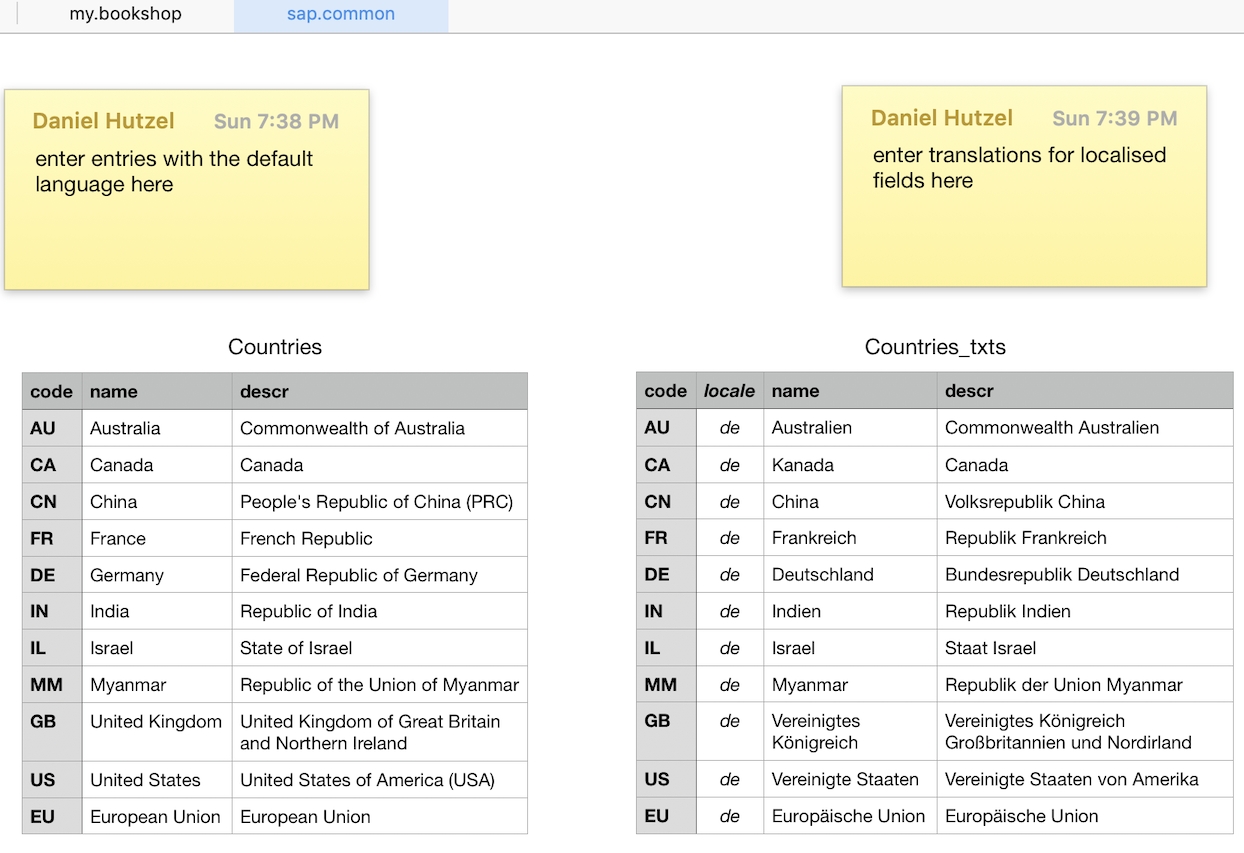 my.bookshop sap.common
Daniel Hutzel Sun 7:38 PM
enter entries with the default
language here
Daniel Hutzel Sun 7:39 PM
enter translations for localised
fields here
Countries
code name descr
AU Australia Commonwealth of Australia
CA Canada Canada
CN China People's Republic of China (PRC)
FR France French Republic
DE Germany Federal Republic of Germany
IN India Republic of India
IL Israel State of Israel
MM Myanmar Republic of the Union of Myanmar
GB United Kingdom United Kingdom of Great Britain
and Northern Ireland
US United States United States of America (USA)
EU European Union European Union
Countries_txts
code locale name descr
AU de Australien Commonwealth Australien
CA de Kanada Canada
CN de China Volksrepublik China
FR de Frankreich Republik Frankreich
DE de Deutschland Bundesrepublik Deutschland
IN de Indien Republik Indien
IL de Israel Staat Israel
MM de Myanmar Republik der Union Myanmar
GB de Vereinigtes Vereinigtes Königreich
Königreich Großbritannien und Nordirland
US de Vereinigte Staaten Vereinigte Staaten von Amerika
EU de Europäische Union Europäische Union